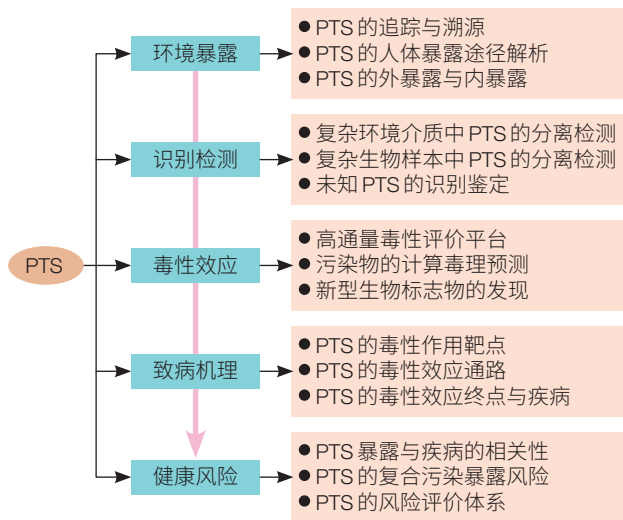 PTS
环境暴露
● PTS 的追踪与溯源
● PTS 的人体暴露途径解析
● PTS 的外暴露与内暴露
识别检测
● 复杂环境介质中 PTS 的分离检测
● 复杂生物样本中 PTS 的分离检测
● 未知 PTS 的识别鉴定
毒性效应
● 高通量毒性评价平台
● 污染物的计算毒理预测
● 新型生物标志物的发现
致病机理
● PTS 的毒性作用靶点
● PTS 的毒性效应通路
● PTS 的毒性效应终点与疾病
健康风险
● PTS 暴露与疾病的相关性
● PTS 的复合污染暴露风险
● PTS 的风险评价体系